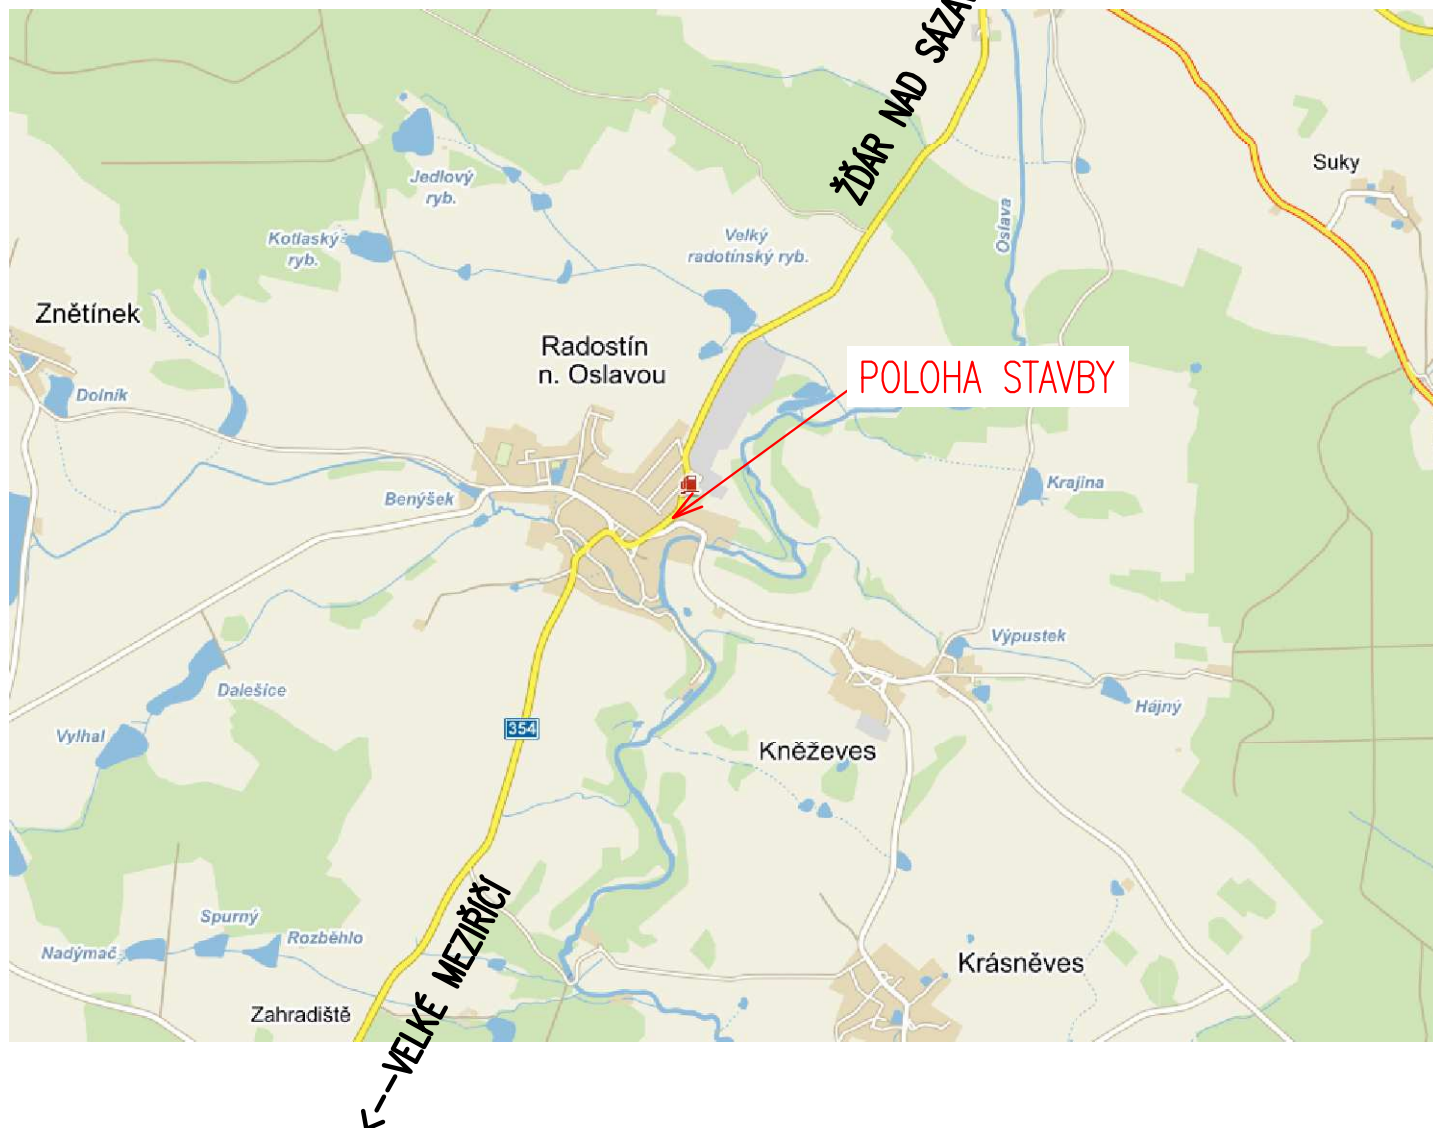 ŽĎÁR NAD SÁZAV
Suky
Jedlový
ryb.
Oslava
Kotlaský
ryb.
Velký
radotínský ryb.
Znětínek
Radostín
n. Oslavou
POLOHA STAVBY
Dolník
Benýšek
Krajina
Výpustek
Dalešice
Hájný
Vylhal
354
Kněževes
Spurný
Rozběhlo
Nadýmač
Krásněves
Zahradiště
<---VELKÉ MEZIŘÍČÍ